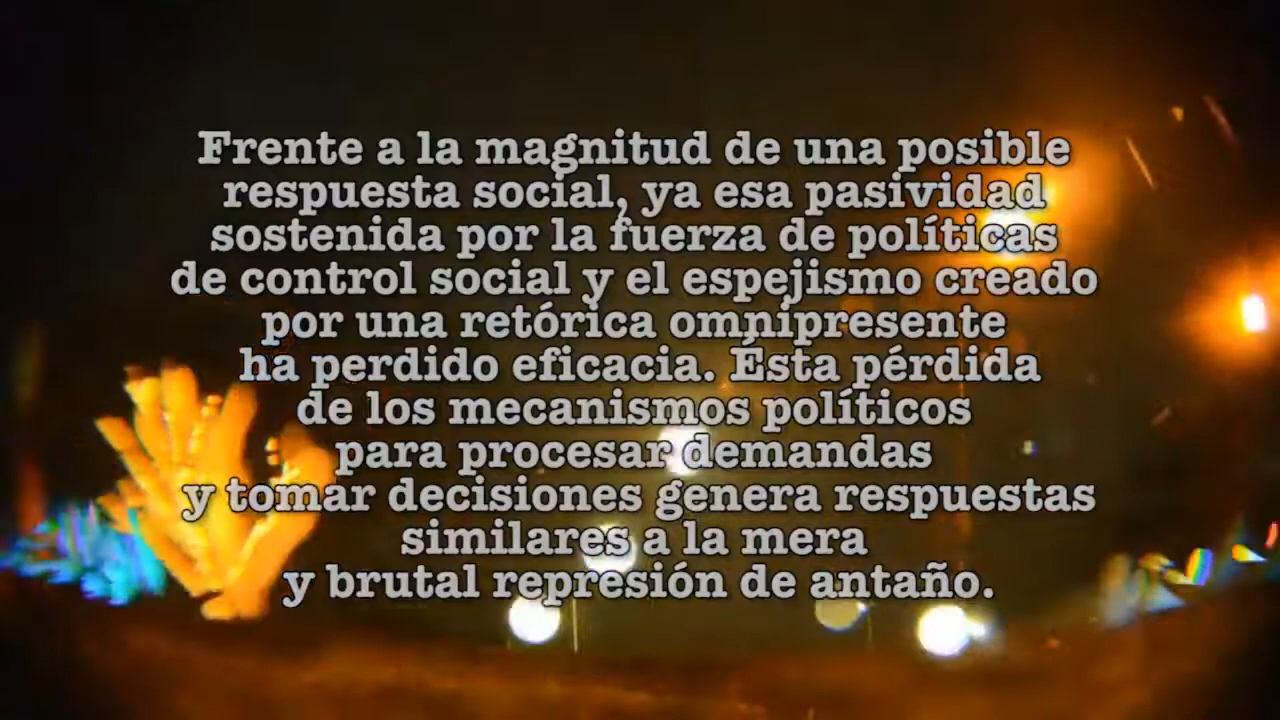 Frente a la magnitud de una posible
respuesta social, ya esa pasividad
sostenida por la fuerza de políticas
de control social y el espejismo creado
por una retórica omnipresente
ha perdido eficacia. Ésta pérdida
de los mecanismos políticos
para procesar demandas
y tomar decisiones genera respuestas
similares a la mera
y brutal represión de antaño.